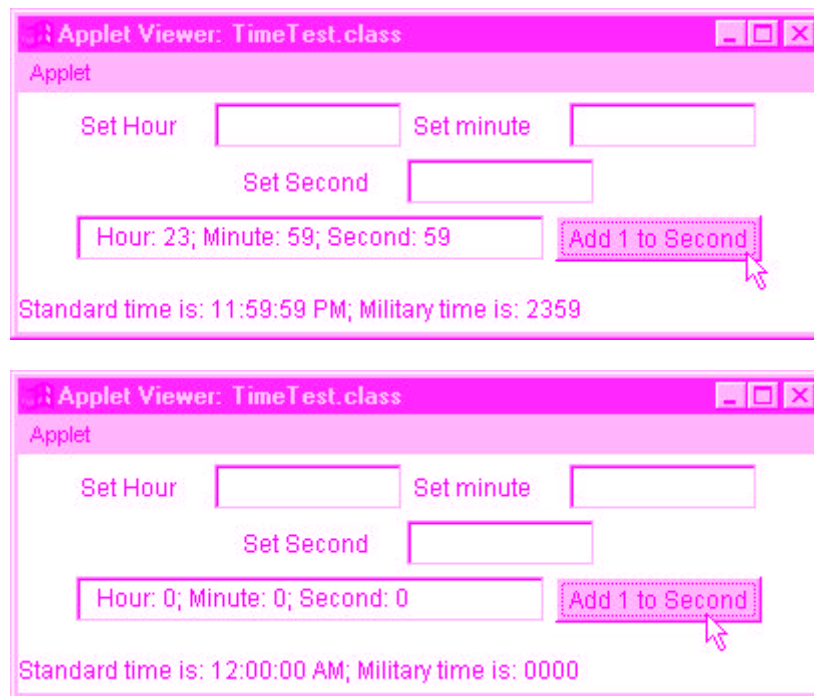 Applet Viewer: TimeTest.class
Applet
Set Hour Set minute
Set Second
Hour: 23; Minute: 59; Second: 59 Add 1 to Second
Standard time is: 11:59:59 PM; Military time is: 2359
Applet Viewer: TimeTest.class
Applet
Set Hour Set minute
Set Second
Hour: 0; Minute: 0; Second: 0 Add 1 to Second
Standard time is: 12:00:00 AM; Military time is: 0000